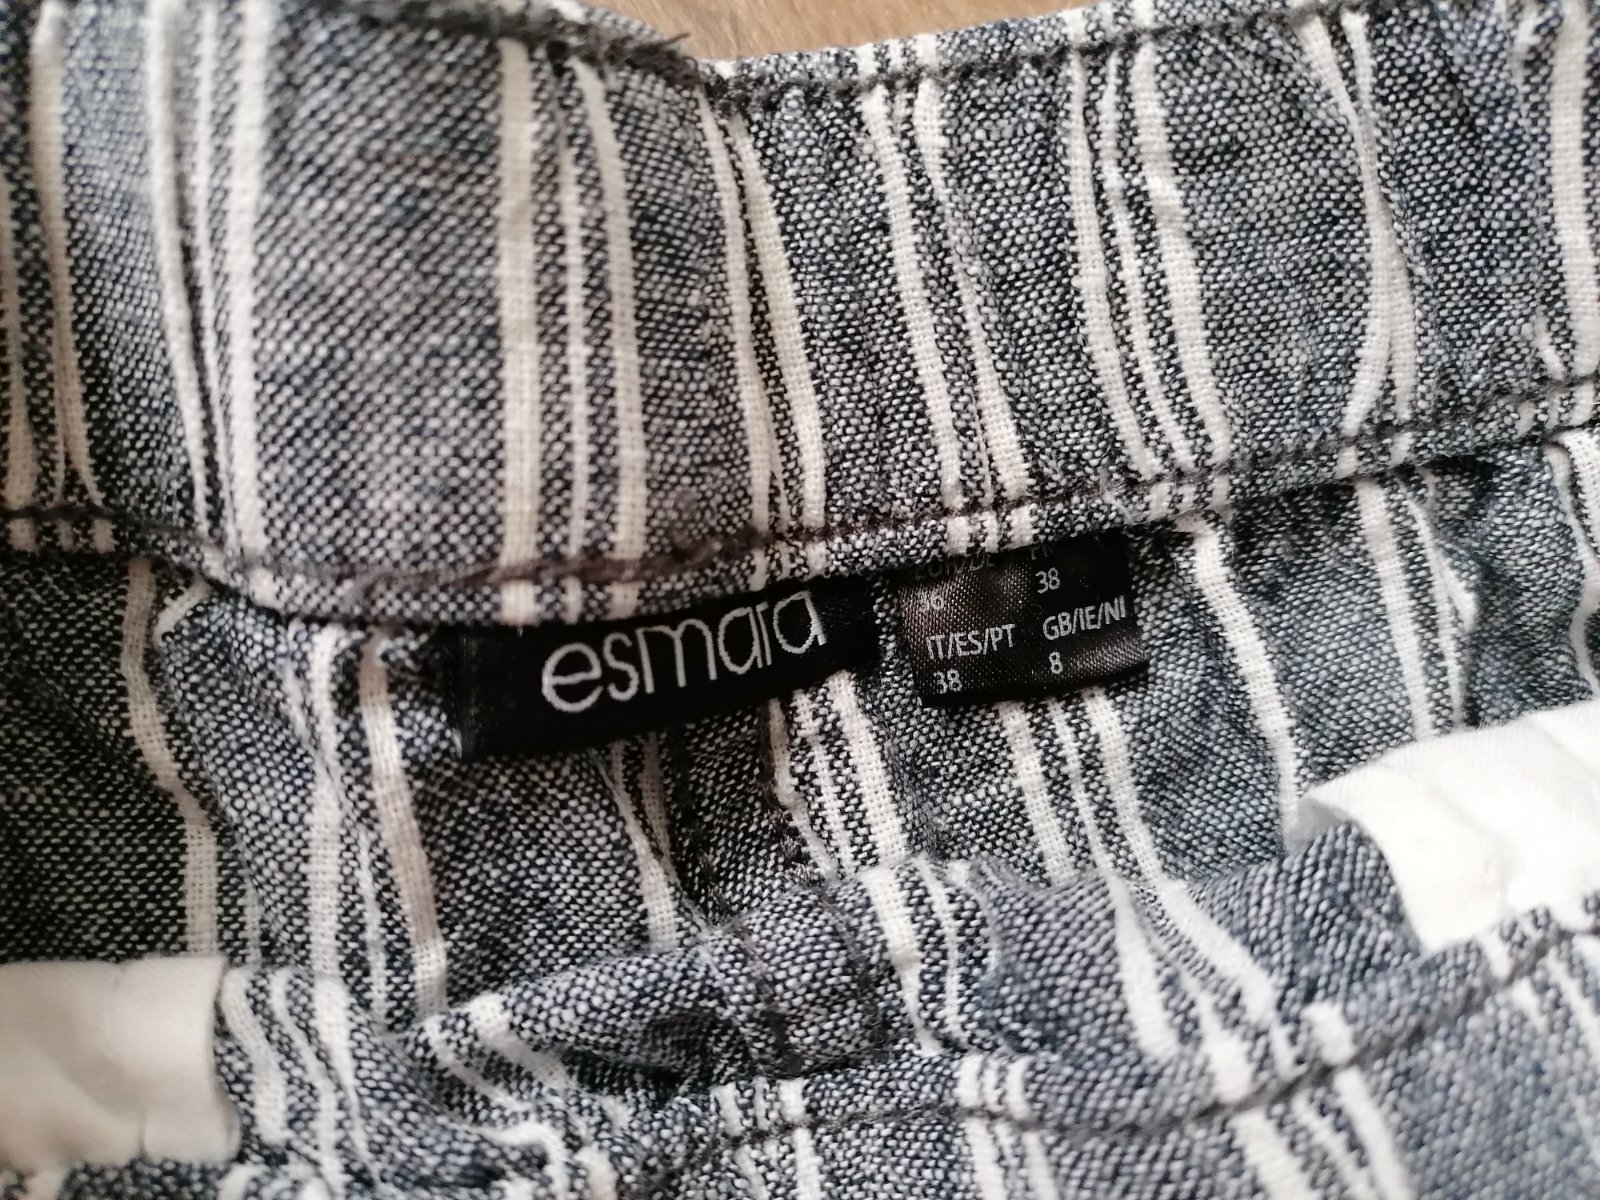 esmara
36
38
IT/ES/PT
GB/IE/NI
38
8